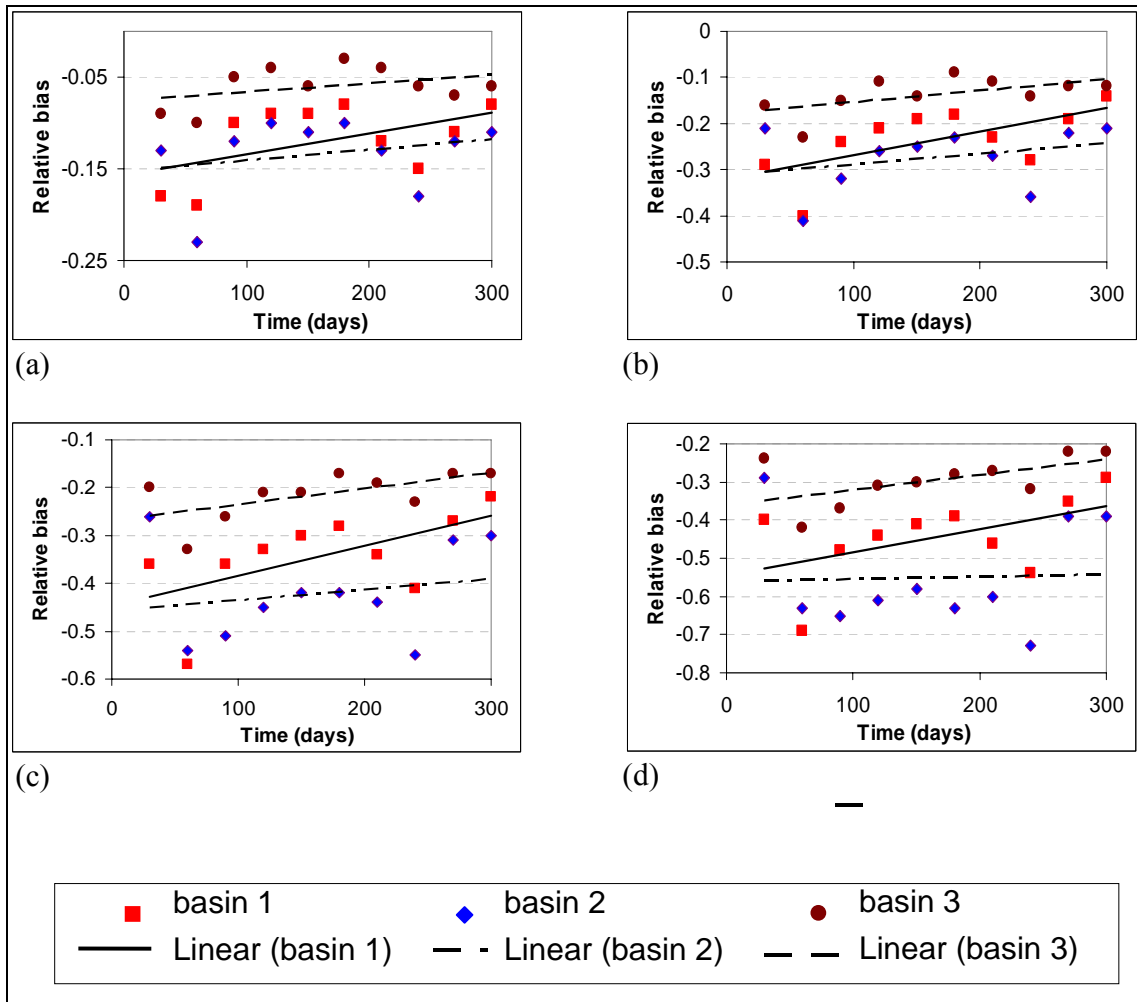 Relative bias
-0.05
-0.15
-0.25
0
100
200
300
Time (days)
(a)
Relative bias
0
-0.1
-0.2
-0.3
-0.4
-0.5
0
100
200
300
Time (days)
(b)
Relative bias
-0.1
-0.2
-0.3
-0.4
-0.5
-0.6
0
100
200
300
Time (days)
(c)
Relative bias
-0.2
-0.3
-0.4
-0.5
-0.6
-0.7
-0.8
0
100
200
300
Time (days)
(d)
basin 1
basin 2
basin 3
Linear (basin 1)
Linear (basin 2)
Linear (basin 3)